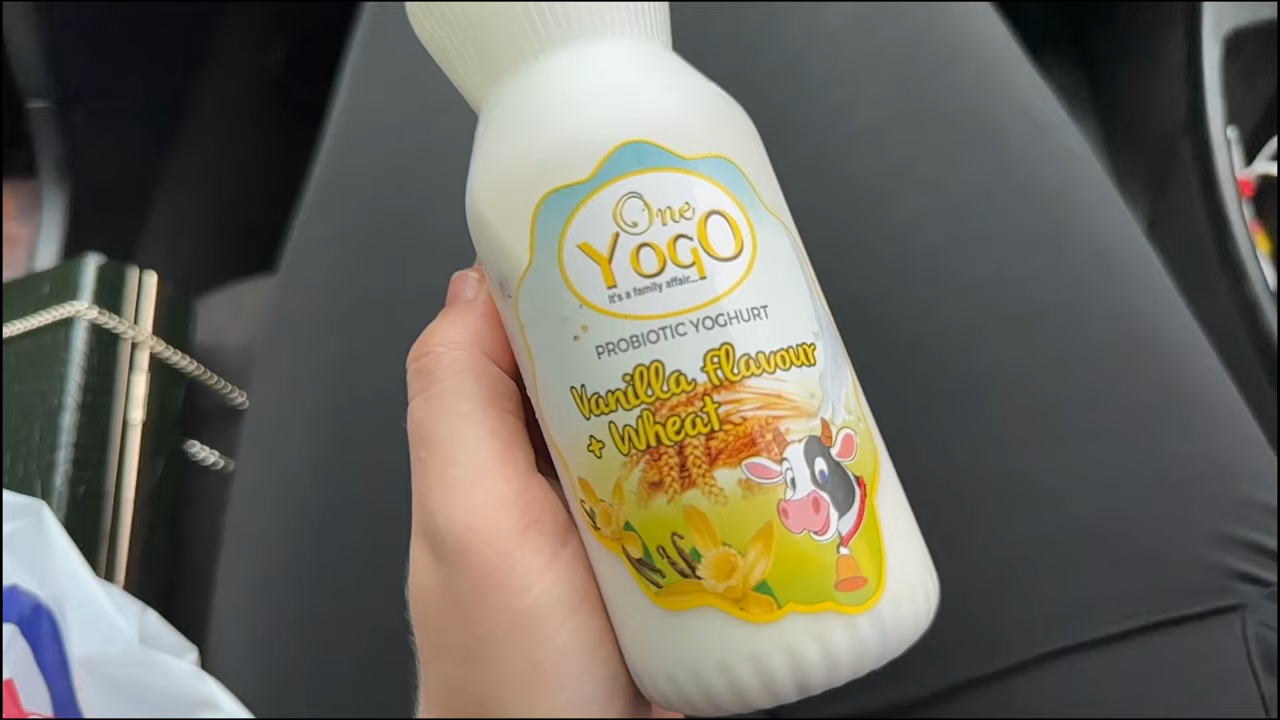 One
YogO
It's a family affair...
PROBIOTIC YOGHURT
Vanilla Flavour
+ Wheat